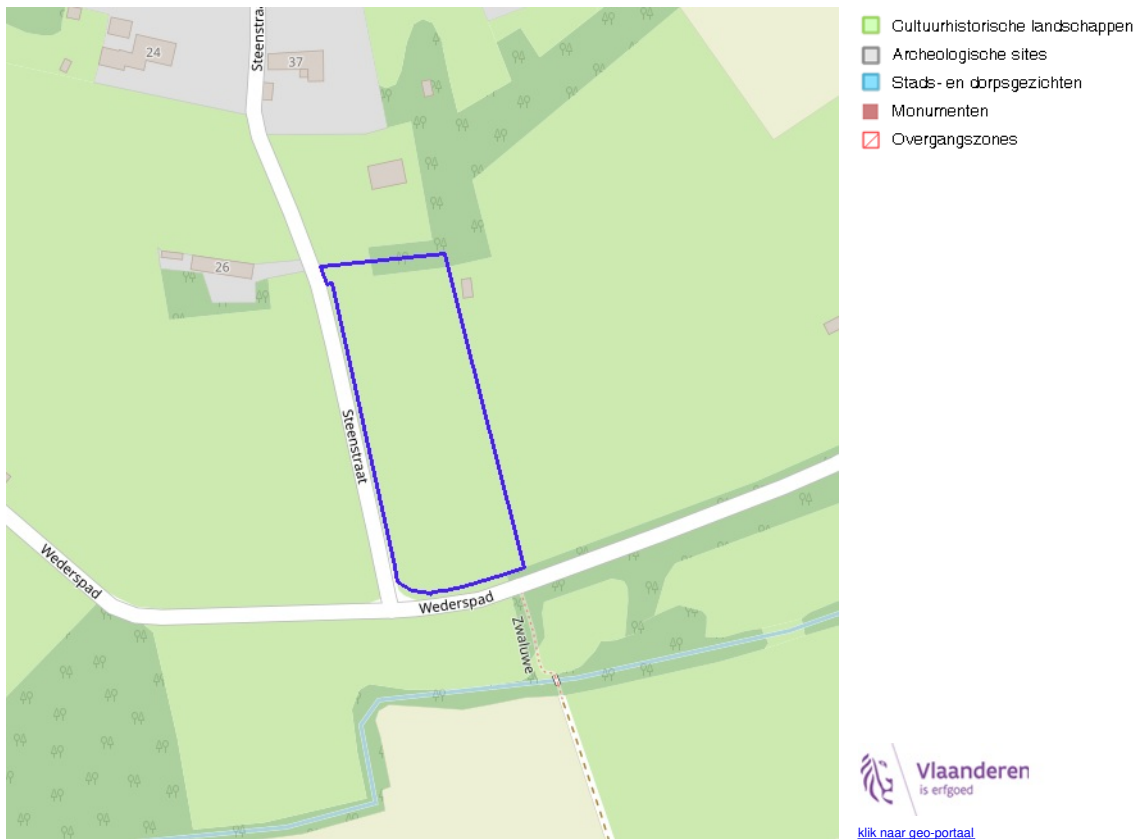 Steenstraat
24
37
26
Steenstraat
Wederspad
Wederspad
Zwaluwe
Cultuurhistorische landschappen
Archeologische sites
Stads- en dorpsgezichten
Monumenten
Overgangszones
Vlaanderen
is erfgoed
klik naar geo-portaal